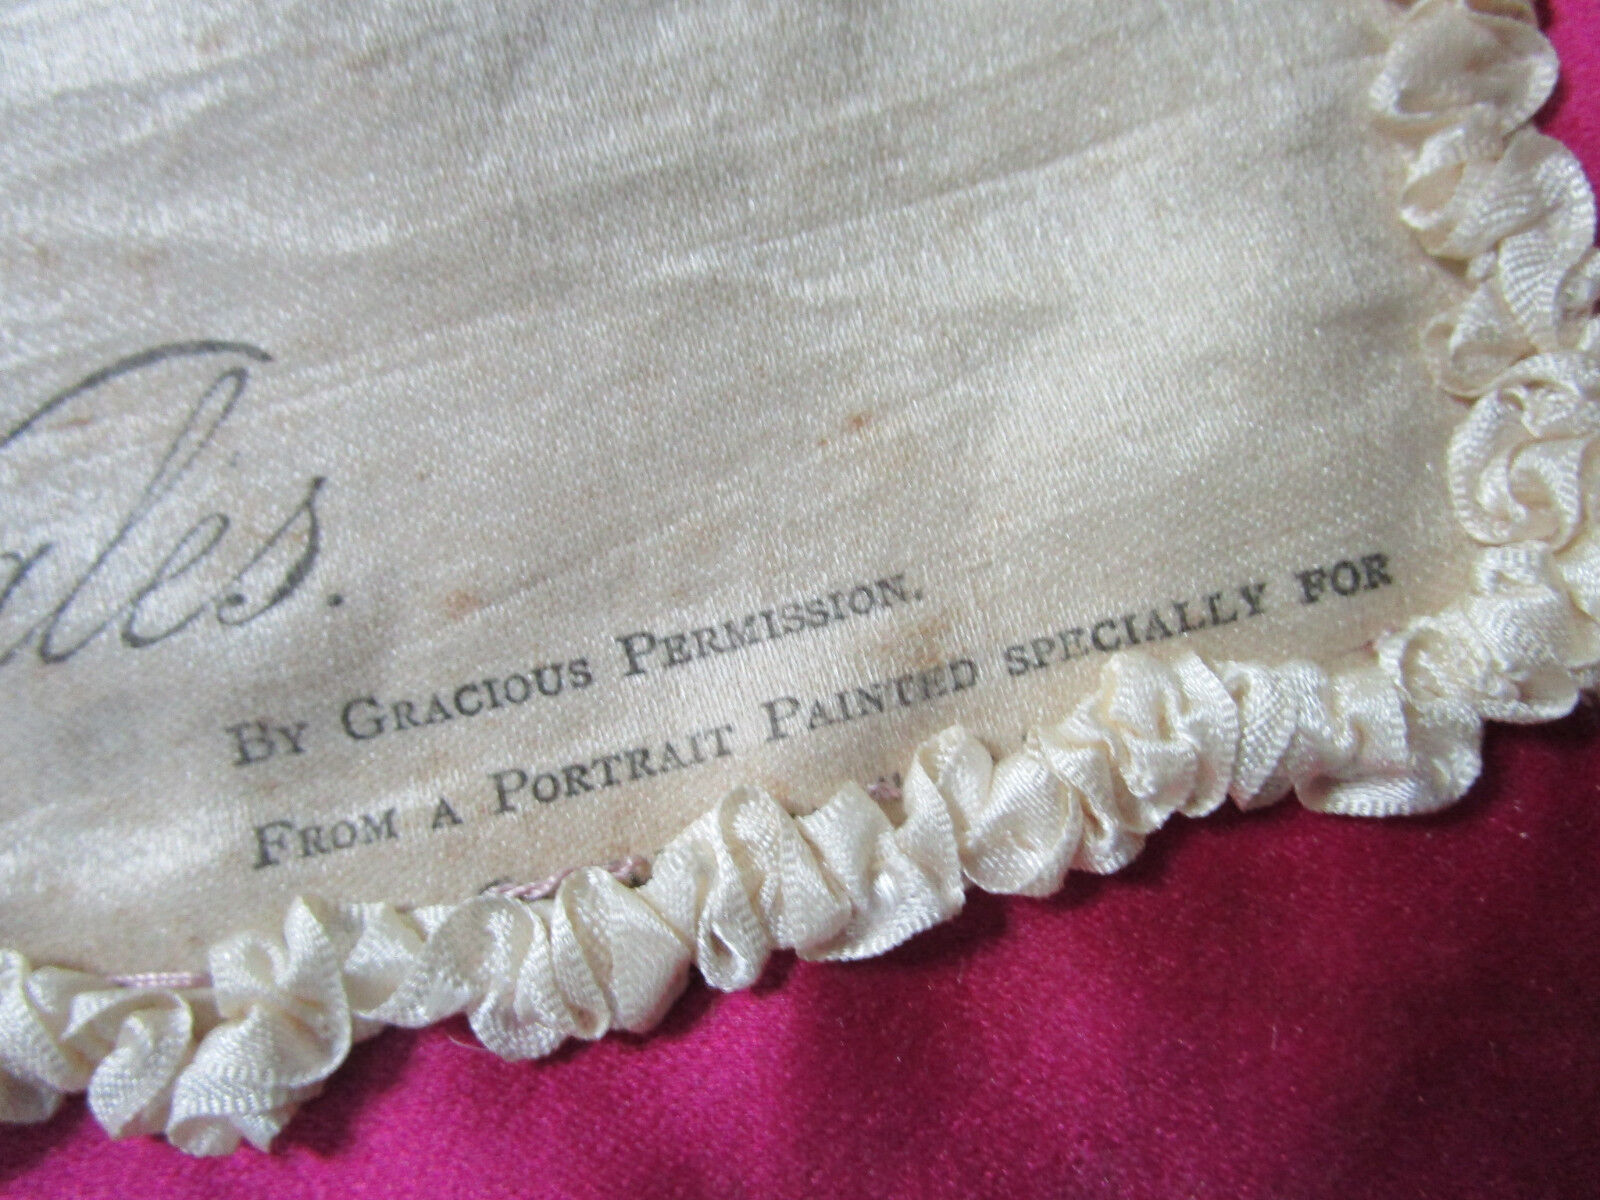 ales.
By Gracious Permission.
From a Portrait Painted specially for